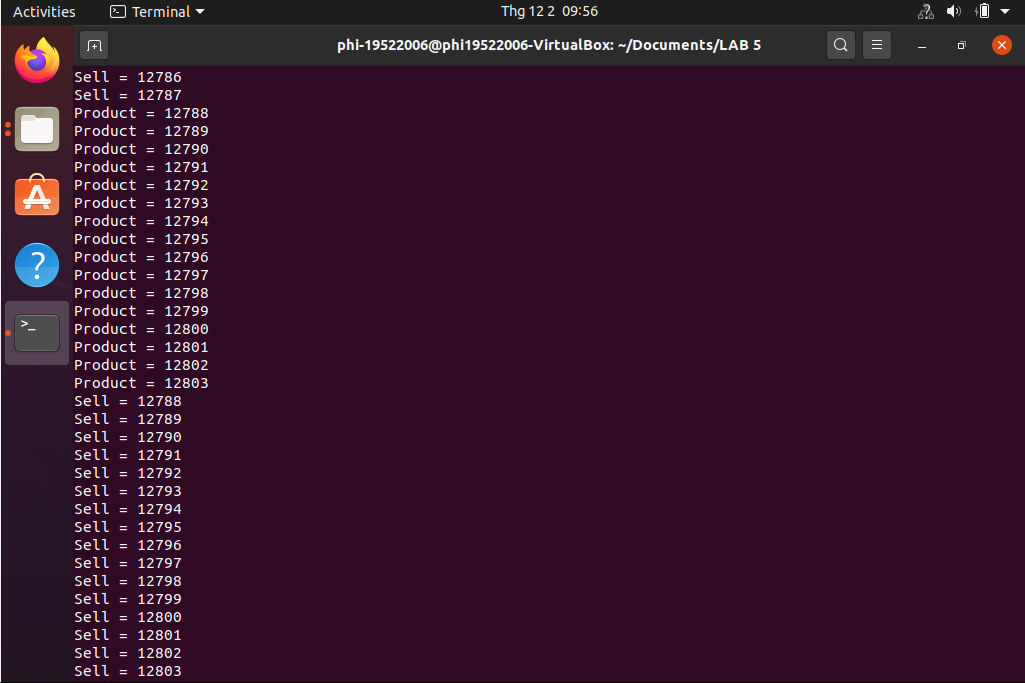 Activities Terminal Thg 12 2 09:56
phi-19522006@phi19522006-VirtualBox: ~/Documents/LAB 5
Sell = 12786
Sell = 12787
Product = 12788
Product = 12789
Product = 12790
Product = 12791
Product = 12792
Product = 12793
Product = 12794
Product = 12795
Product = 12796
Product = 12797
Product = 12798
Product = 12799
Product = 12800
Product = 12801
Product = 12802
Product = 12803
Sell = 12788
Sell = 12789
Sell = 12790
Sell = 12791
Sell = 12792
Sell = 12793
Sell = 12794
Sell = 12795
Sell = 12796
Sell = 12797
Sell = 12798
Sell = 12799
Sell = 12800
Sell = 12801
Sell = 12802
Sell = 12803